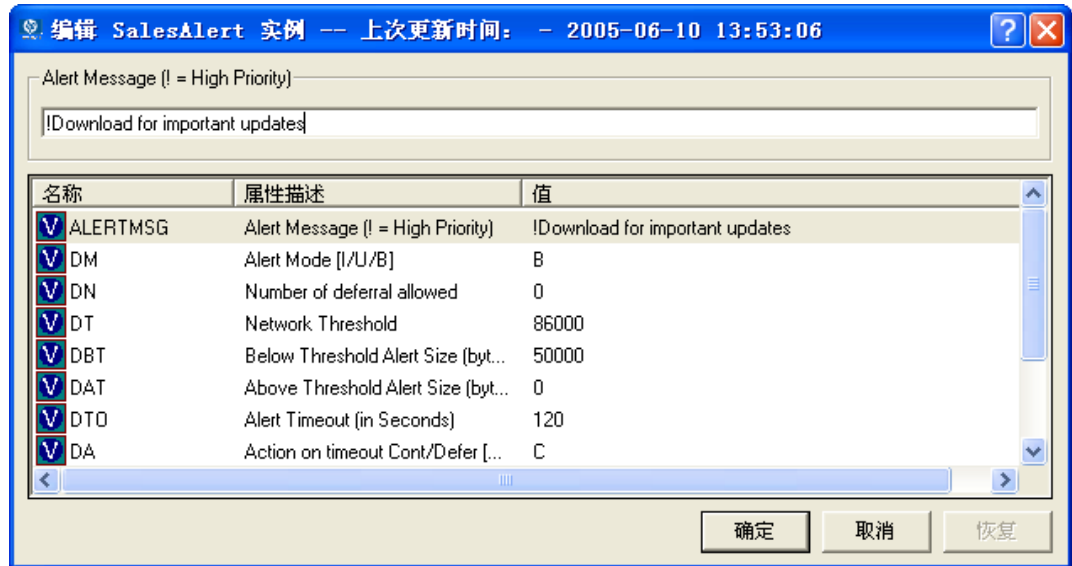 编辑 SalesAlert 实例 -- 上次更新时间： - 2005-06-10 13:53:06
Alert Message (! = High Priority)
!Download for important updates
名称 属性描述 值
ALERTMSG Alert Message (! = High Priority) !Download for important updates
DM Alert Mode [I/U/B] B
DN Number of deferral allowed 0
DT Network Threshold 86000
DBT Below Threshold Alert Size (byt... 50000
DAT Above Threshold Alert Size (byt... 0
DTO Alert Timeout (in Seconds) 120
DA Action on timeout Cont/Defer [... C
确定 取消 恢复